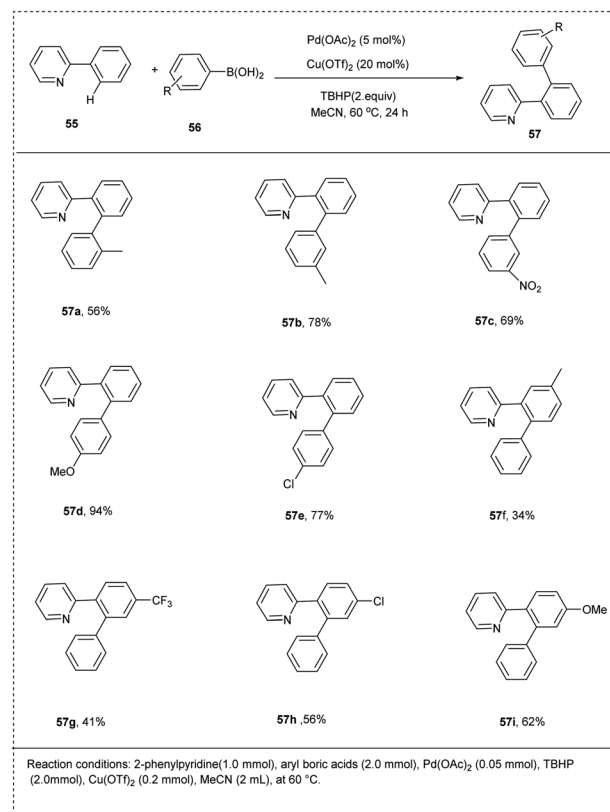 Pd(OAc)2 (5 mol%)
Cu(OTf)2 (20 mol%)
TBHP(2.equiv)
MeCN, 60 °C, 24 h
N
H
55
+
R
B(OH)2
56
R
N
57
N
57a, 56%
N
57b, 78%
N
NO2
57c, 69%
N
MeO
57d, 94%
N
Cl
57e, 77%
N
57f, 34%
N
CF3
57g, 41%
N
Cl
57h ,56%
N
OMe
57i, 62%
Reaction conditions: 2-phenylpyridine(1.0 mmol), aryl boric acids (2.0 mmol), Pd(OAc)2 (0.05 mmol), TBHP
(2.0mmol), Cu(OTf)2 (0.2 mmol), MeCN (2 mL), at 60 °C.